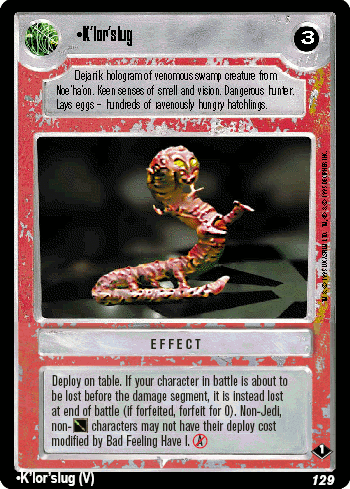 •K'lor'slug
3
Dejarik hologram of venomous swamp creature from
Noe'ha'on. Keen senses of smell and vision. Dangerous hunter.
Lays eggs – hundreds of ravenously hungry hatchlings.
EFFECT
Deploy on table. If your character in battle is about to
be lost before the damage segment, it is instead lost
at end of battle (if forfeited, forfeit for 0). Non-Jedi,
non- characters may not have their deploy cost
modified by Bad Feeling Have I. A
•K'lor'slug (V)
129